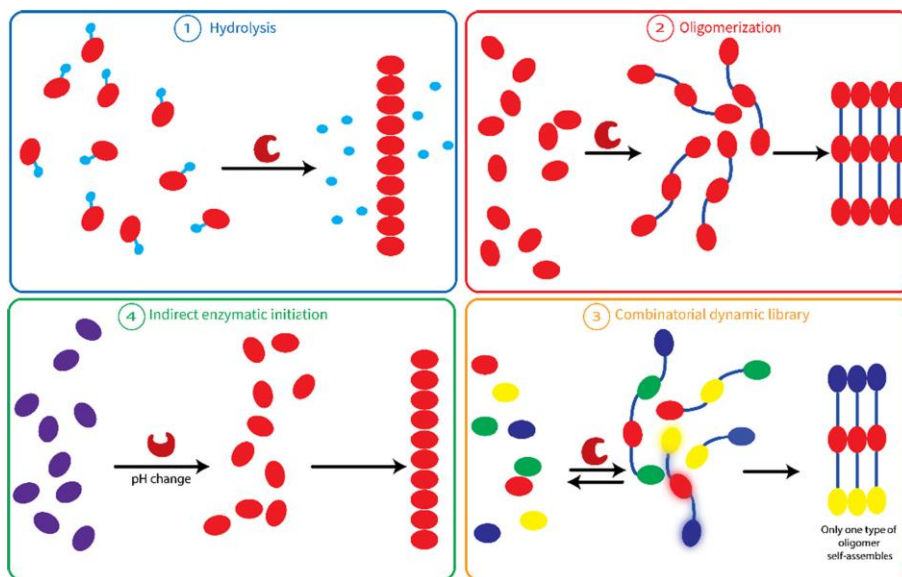 1 Hydrolysis
2 Oligomerization
4 Indirect enzymatic initiation
pH change
3 Combinatorial dynamic library
Only one type of
oligomer
self-assembles